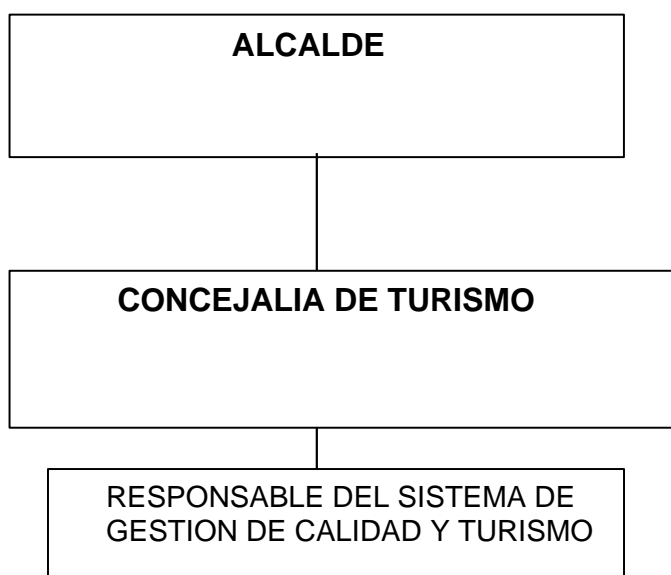 ALCALDE
CONCEJALIA DE TURISMO
RESPONSABLE DEL SISTEMA DE
GESTION DE CALIDAD Y TURISMO